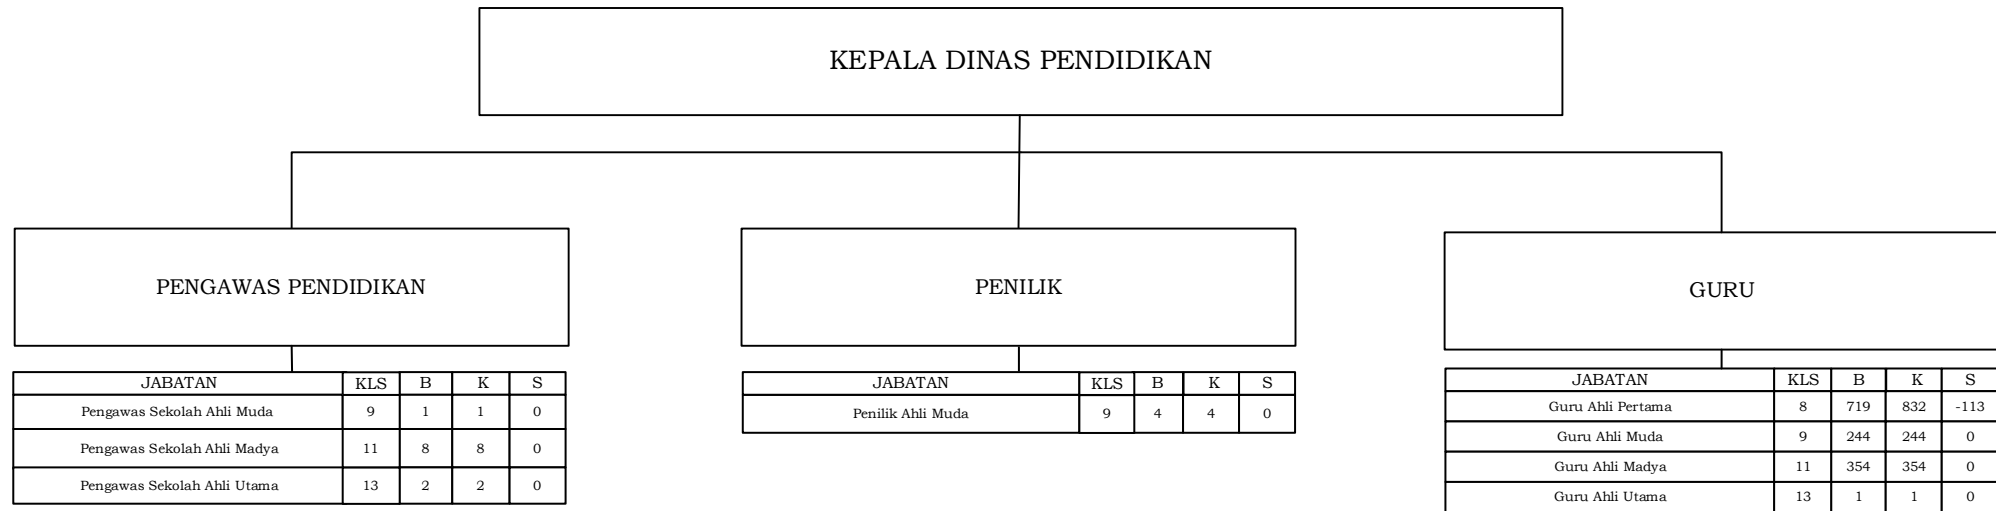 KEPALA DINAS PENDIDIKAN
PENGAWAS PENDIDIKAN
JABATAN KLS B K S
Pengawas Sekolah Ahli Muda 9 1 1 0
Pengawas Sekolah Ahli Madya 11 8 8 0
Pengawas Sekolah Ahli Utama 13 2 2 0
PENILIK
JABATAN KLS B K S
Penilik Ahli Muda 9 4 4 0
GURU
JABATAN KLS B K S
Guru Ahli Pertama 8 719 832 -113
Guru Ahli Muda 9 244 244 0
Guru Ahli Madya 11 354 354 0
Guru Ahli Utama 13 1 1 0